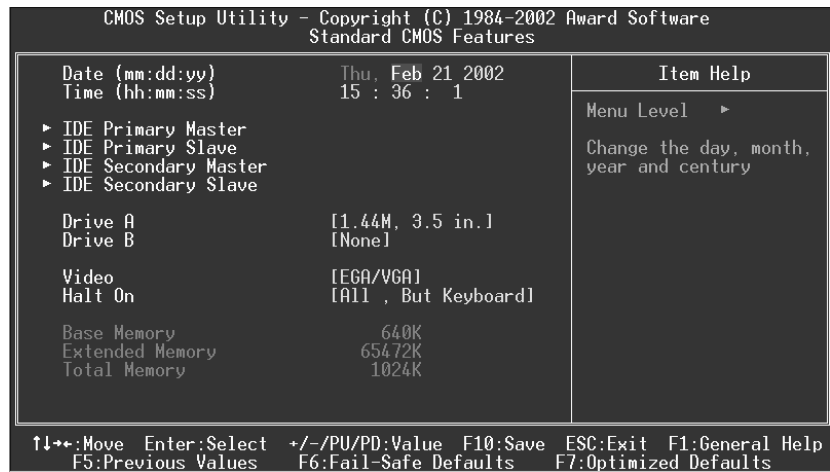 CMOS Setup Utility – Copyright (C) 1984-2002 Award Software
Standard CMOS Features
Date (mm:dd:yy) Thu, Feb 21 2002
Time (hh:mm:ss) 15 : 36 : 1
► IDE Primary Master
► IDE Primary Slave
► IDE Secondary Master
► IDE Secondary Slave
Drive A [1.44M, 3.5 in.]
Drive B [None]
Video [EGA/VGA]
Halt On [All , But Keyboard]
Base Memory 640K
Extended Memory 65472K
Total Memory 1024K
Item Help
Menu Level ►
Change the day, month,
year and century
↑↓→←:Move Enter:Select +/-/PU/PD:Value F10:Save ESC:Exit F1:General Help
F5:Previous Values F6:Fail-Safe Defaults F7:Optimized Defaults